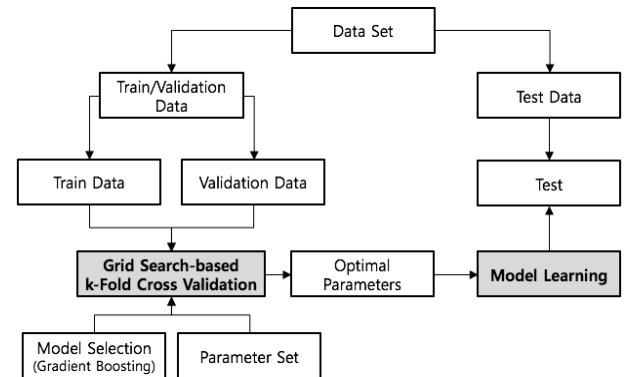 Data Set
Train/Validation
Data
Test Data
Train Data
Validation Data
Test
Grid Search-based
k-Fold Cross Validation
Optimal
Parameters
Model Learning
Model Selection
(Gradient Boosting)
Parameter Set